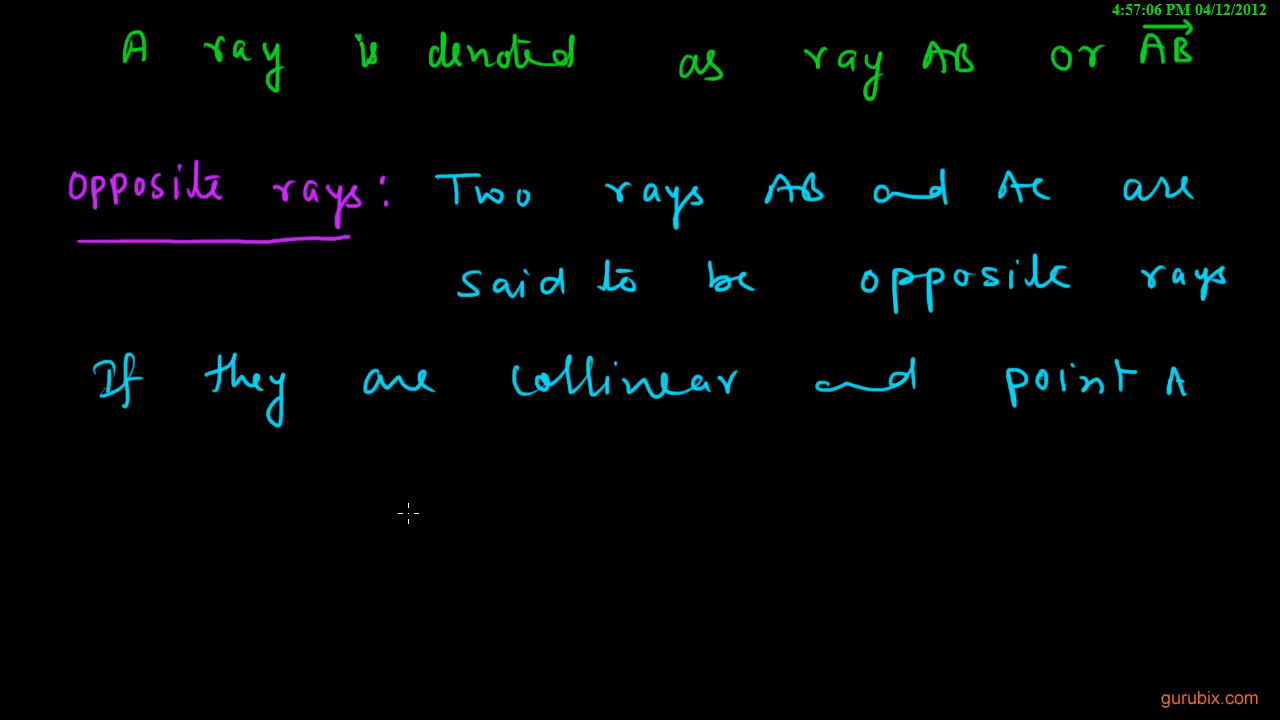 4:57:06 PM 04/12/2012
A ray is denoted as ray AB or AB
opposite rays: Two rays AB and AC are
said to be opposite rays
If they are collinear and point A
gurubix.com